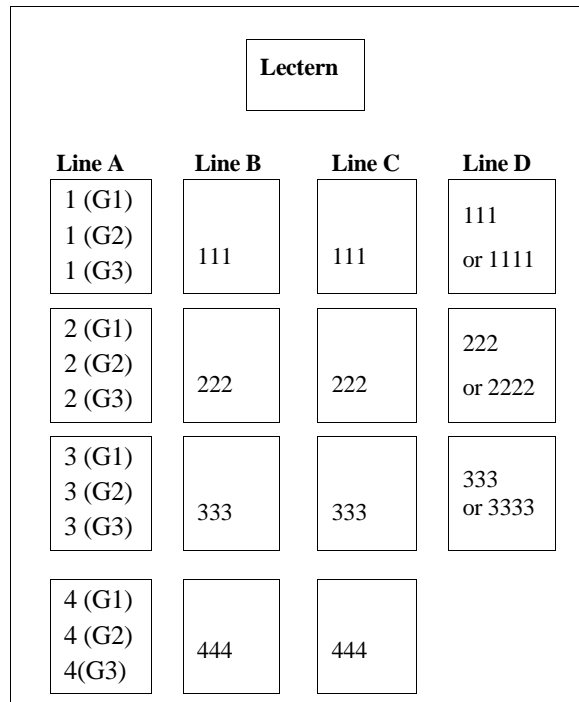 Lectern
Line A Line B Line C Line D
1 (G1)
1 (G2)
1 (G3)
111
111
111
or 1111
2 (G1)
2 (G2)
2 (G3)
222
222
222
or 2222
3 (G1)
3 (G2)
3 (G3)
333
333
333
or 3333
4 (G1)
4 (G2)
4(G3)
444
444